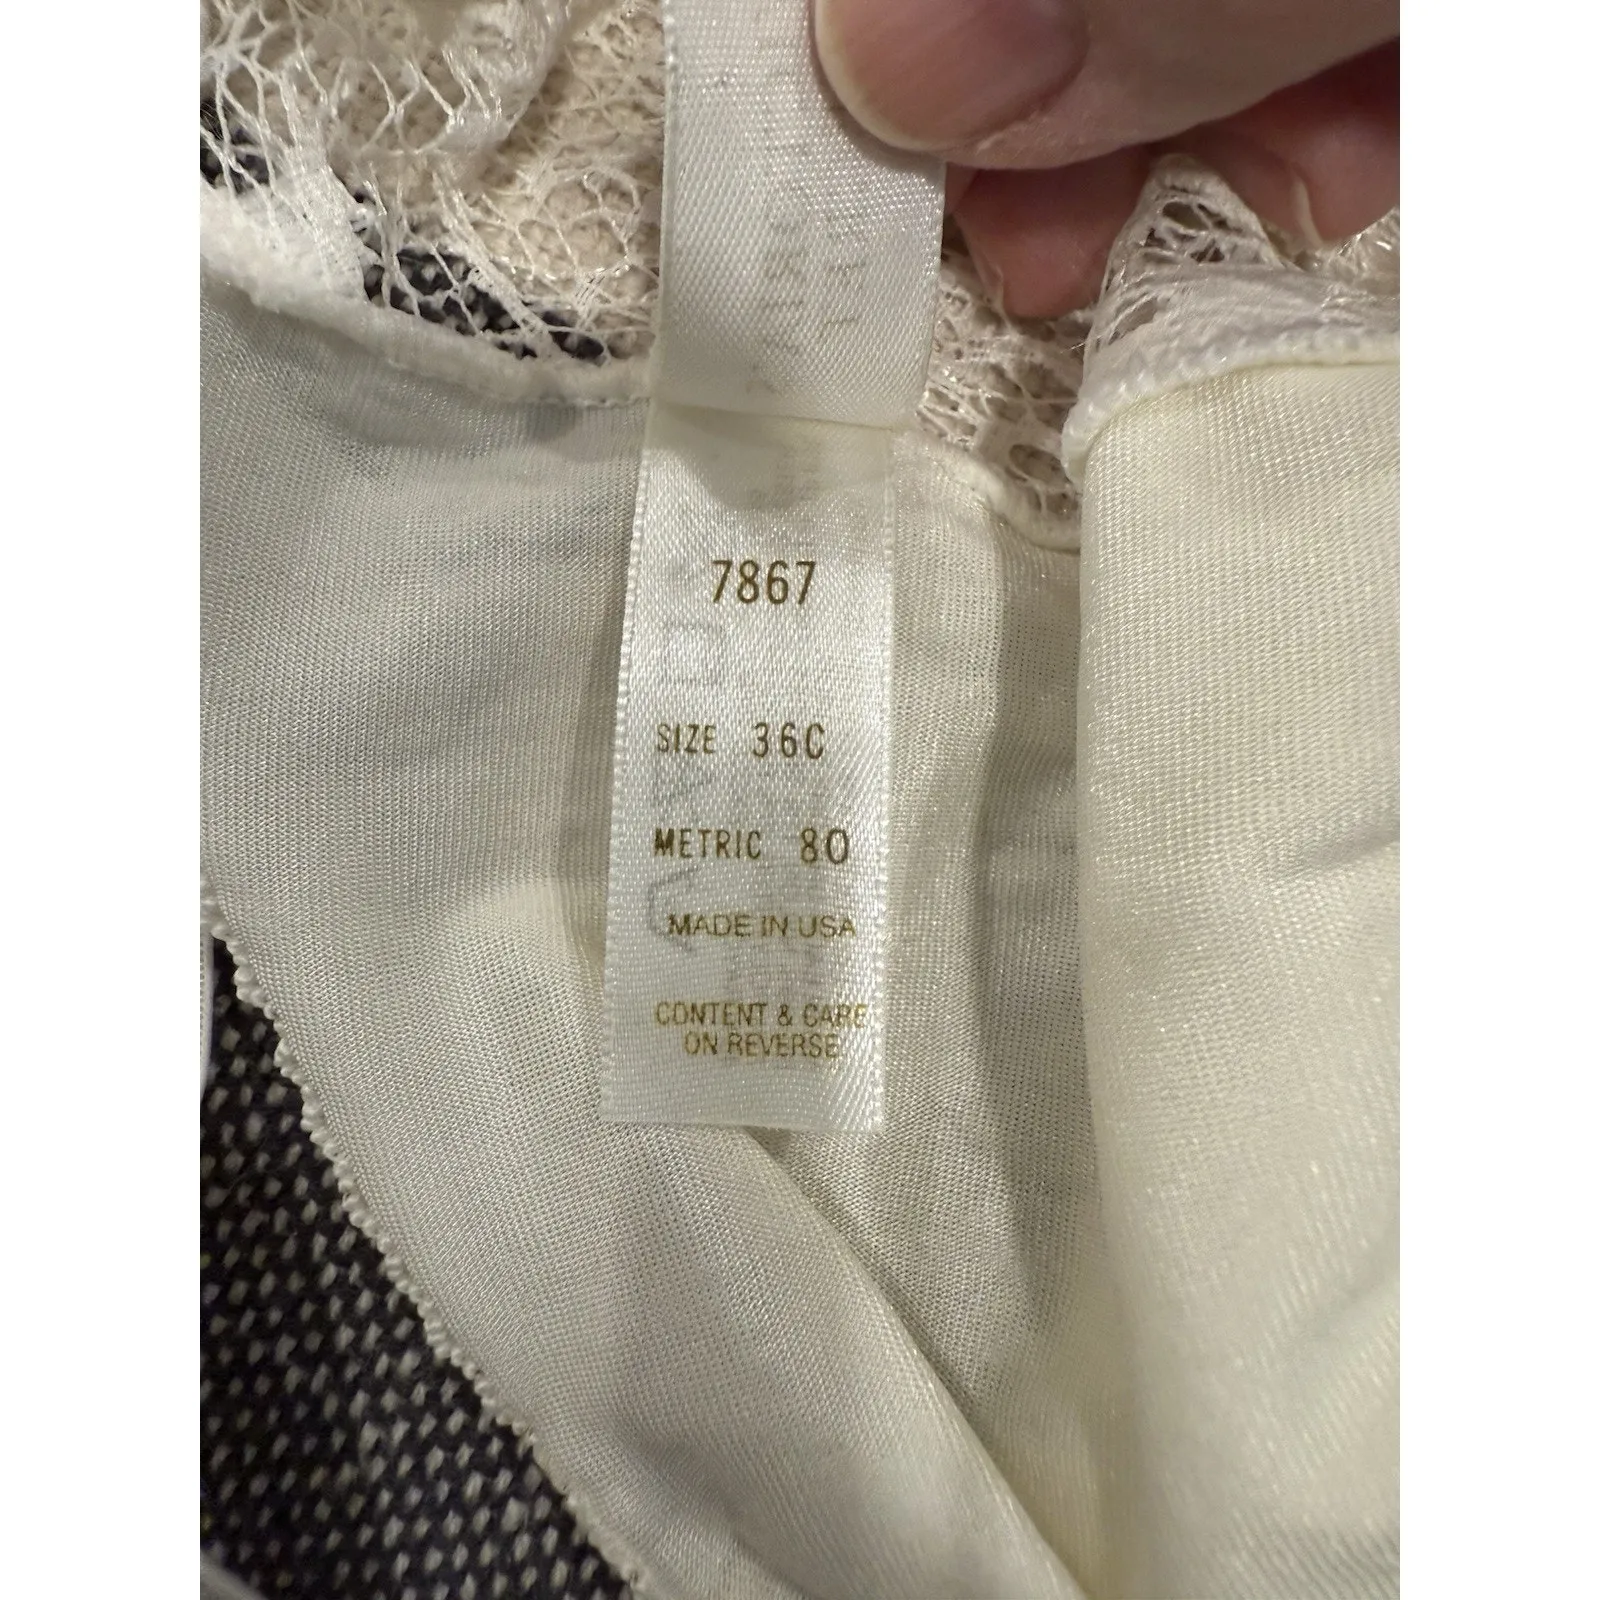 7867
SIZE 36C
METRIC 80
MADE IN USA
CONTENT & CARE
ON REVERSE